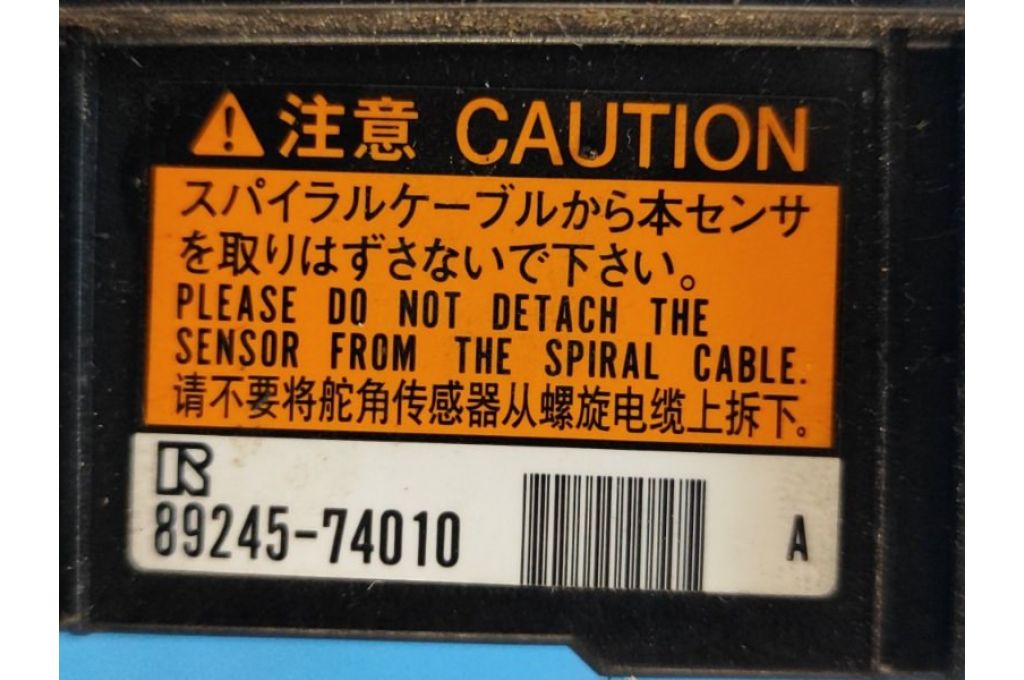 注意 CAUTION
スパイラルケーブルから本センサ
を取りはずさないで下さい。
PLEASE DO NOT DETACH THE
SENSOR FROM THE SPIRAL CABLE.
请不要将舵角传感器从螺旋电缆上拆下。
R
89245-74010
A